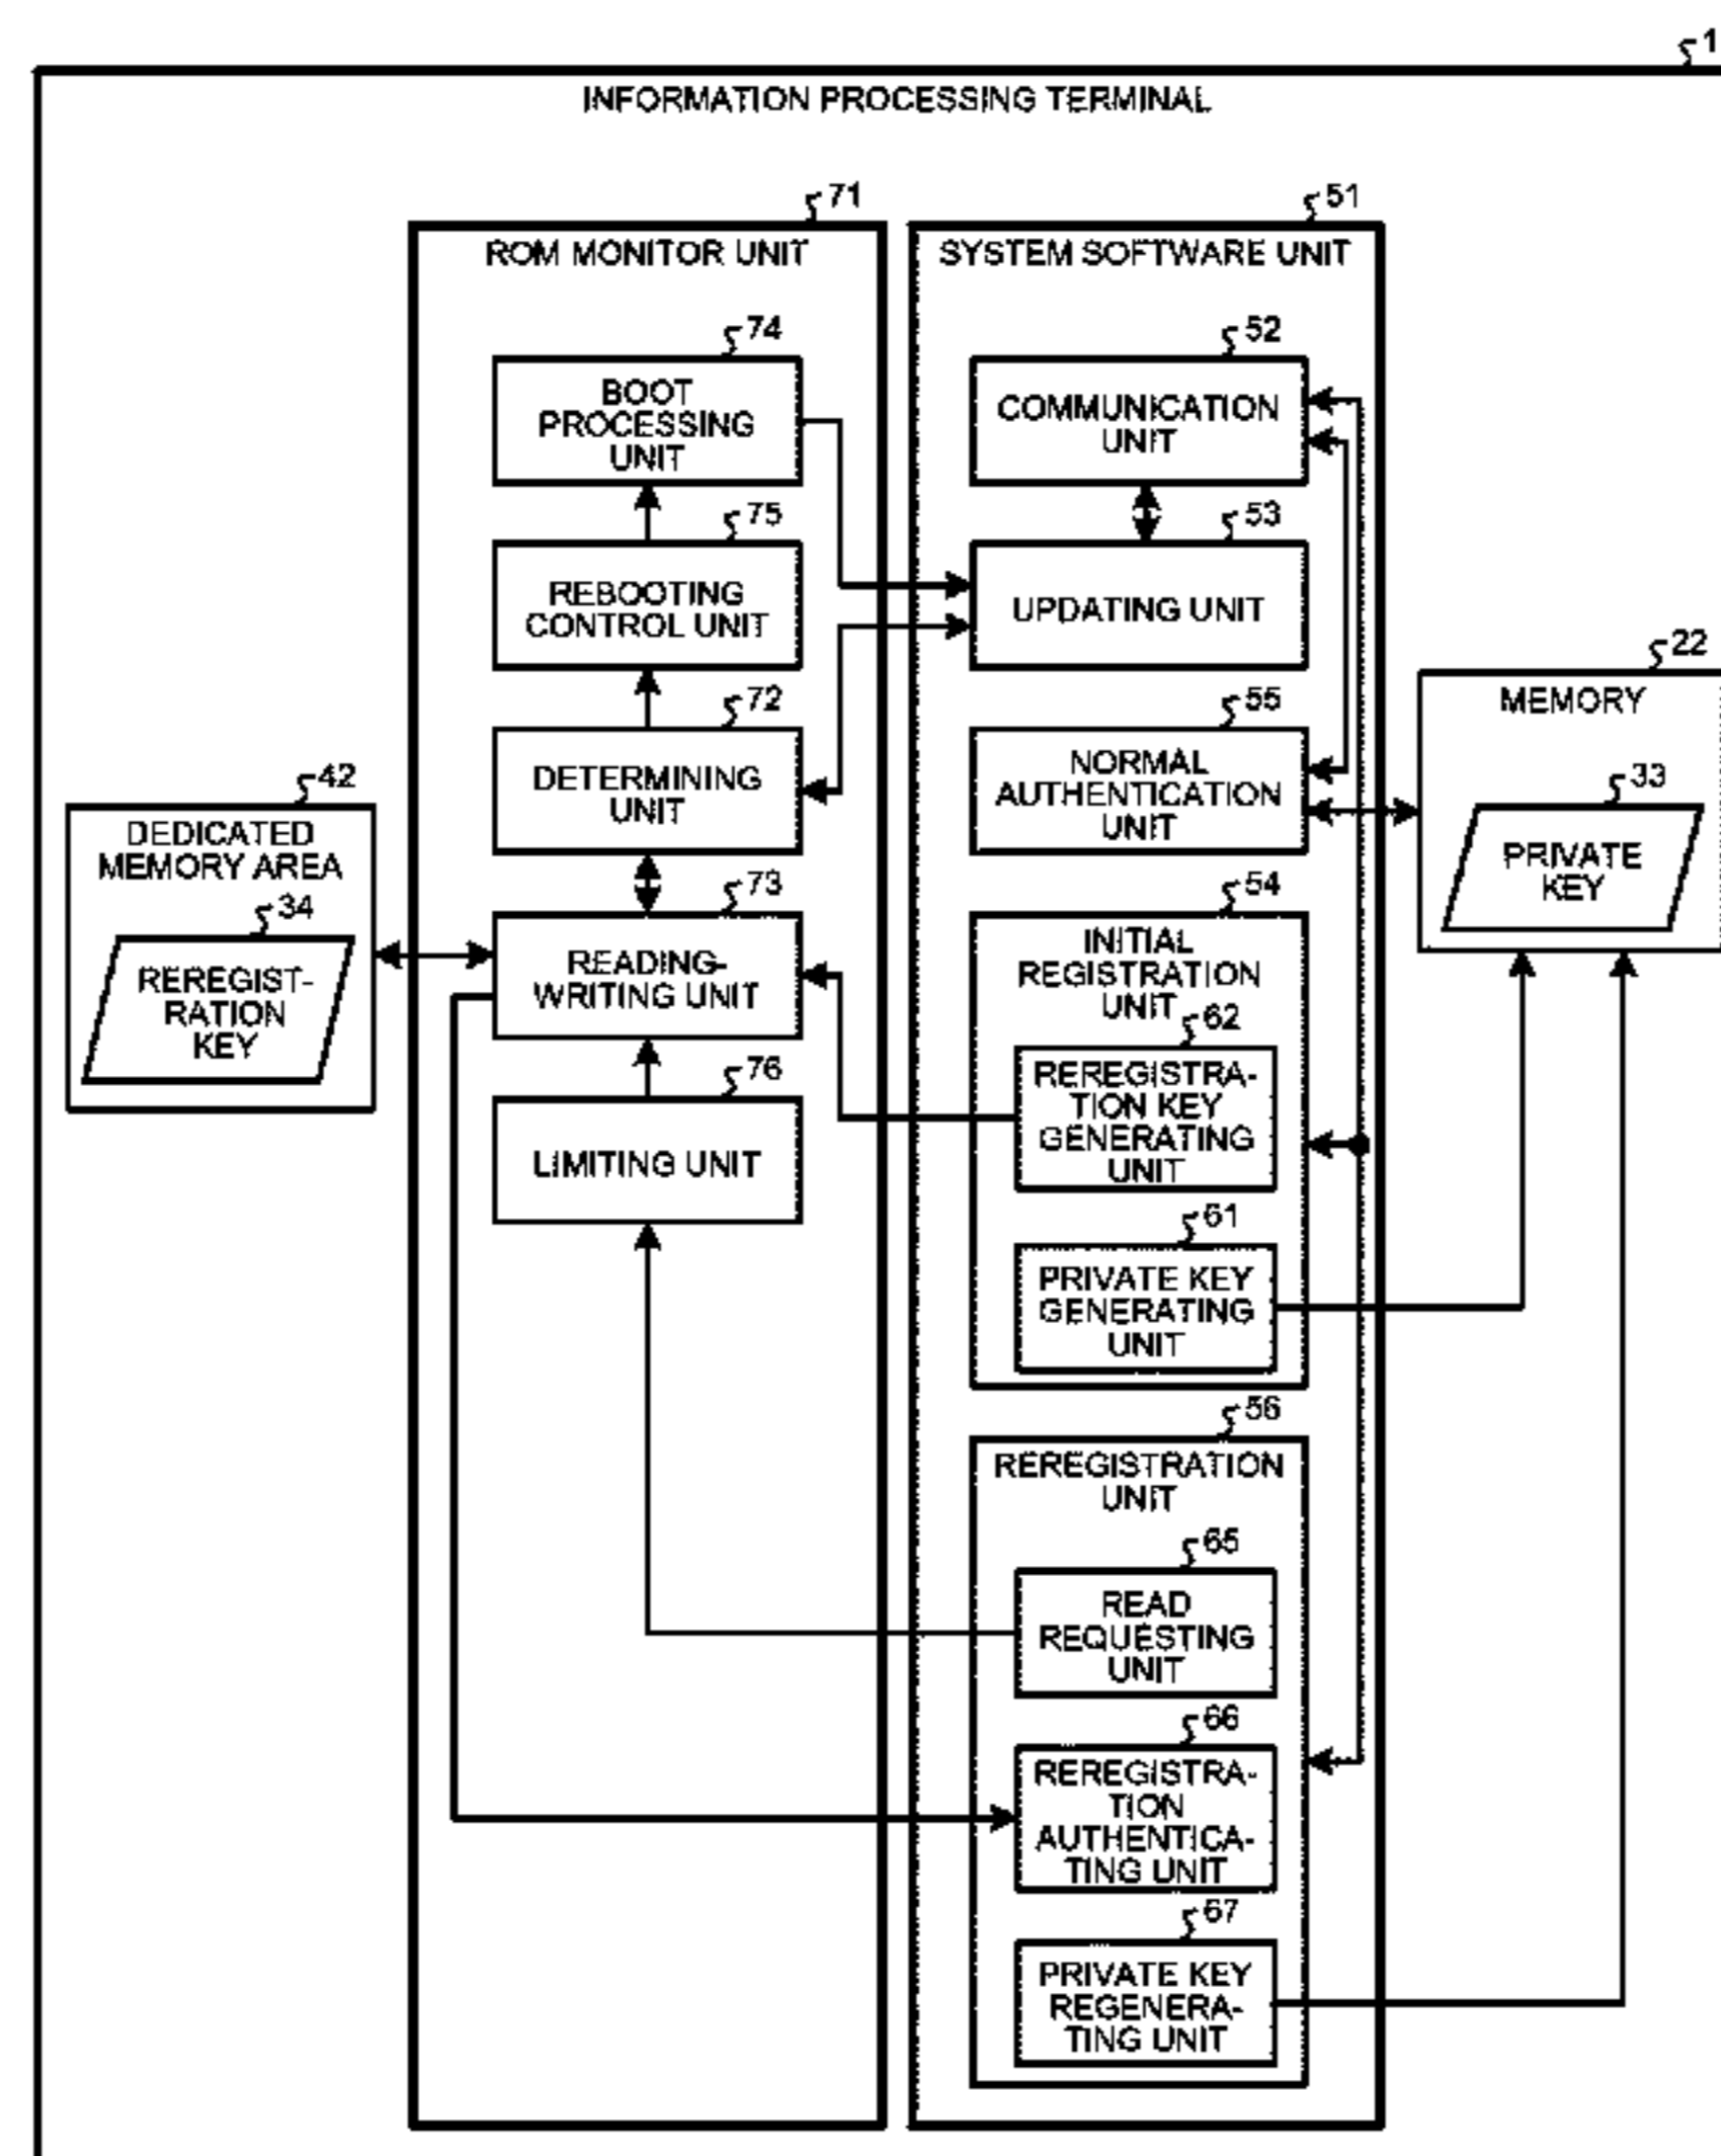 1
INFORMATION PROCESSING TERMINAL
71
ROM MONITOR UNIT
74
BOOT
PROCESSING
UNIT
75
REBOOTING
CONTROL UNIT
72
DETERMINING
UNIT
73
READING-
WRITING UNIT
76
LIMITING UNIT
42
DEDICATED
MEMORY AREA
34
REREGIST-
RATION
KEY
51
SYSTEM SOFTWARE UNIT
52
COMMUNICATION
UNIT
53
UPDATING UNIT
55
NORMAL
AUTHENTICATION
UNIT
54
INITIAL
REGISTRATION
UNIT
62
REREGISTRA-
TION KEY
GENERATING
UNIT
61
PRIVATE KEY
GENERATING
UNIT
56
REREGISTRATION
UNIT
65
READ
REQUESTING
UNIT
66
REREGISTRA-
TION
AUTHENTICA-
TING UNIT
67
PRIVATE KEY
REGENERA-
TING UNIT
22
MEMORY
33
PRIVATE
KEY